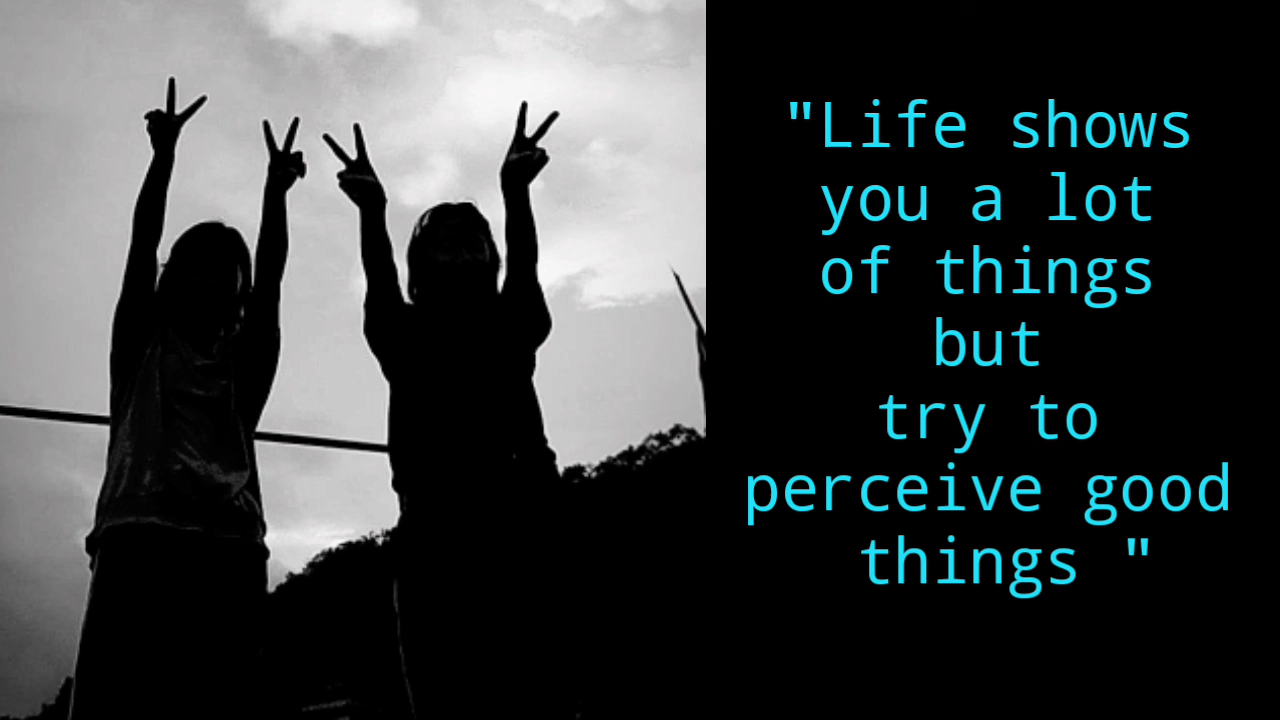 "Life shows
you a lot
of things
but
try to
perceive good
things "